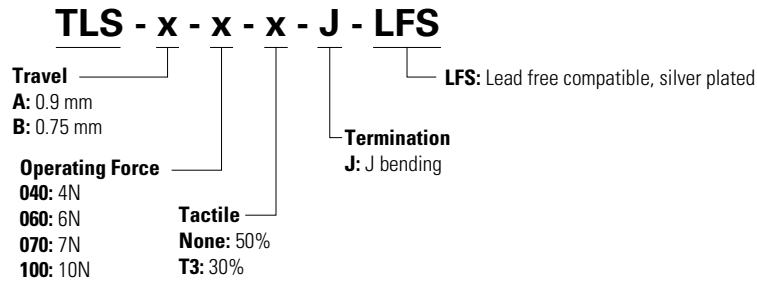 TLS - x - x - x - J - LFS
Travel
A: 0.9 mm
B: 0.75 mm
LFS: Lead free compatible, silver plated
Termination
J: J bending
Operating Force
040: 4N
060: 6N
070: 7N
100: 10N
Tactile
None: 50%
T3: 30%